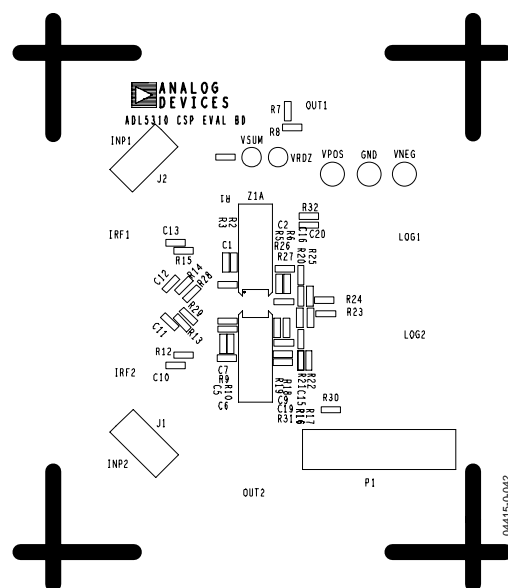 ANALOG
DEVICES
ADL5310 CSP EVAL BD
R7
OUT1
R8
INP1
VSUM
VRDZ
VPOS
GND
VNEG
J2
R1
Z1A
R3
R2
C2
R5
R6
R26
R27
R32
C16
C20
R20
R25
IRF1
C13
R15
C1
LOG1
C12
R14
R28
R24
R23
R29
R13
C11
LOG2
R12
IRF2
C10
C7
R9
C5
R10
C6
R19
R18
C9
C19
R31
R21
R22
C15
R16
R17
R30
J1
INP2
P1
OUT2
04415-0-042